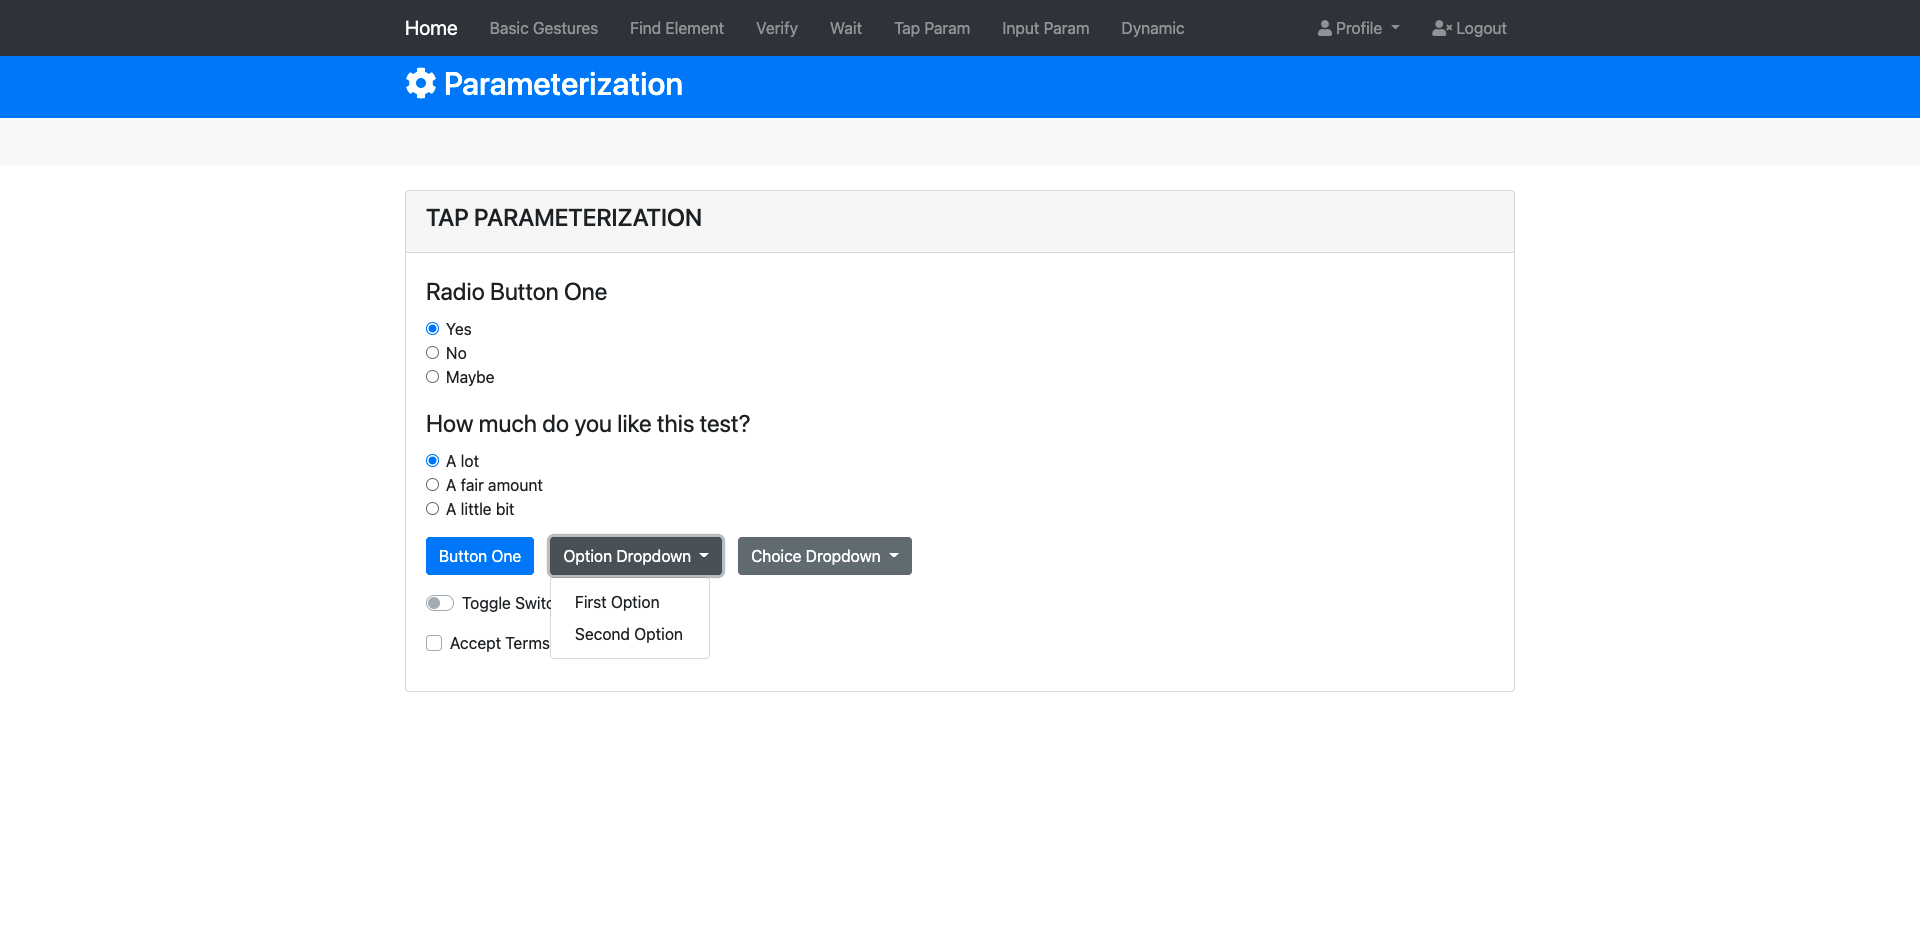 Home Basic Gestures Find Element Verify Wait Tap Param Input Param Dynamic Profile Logout
Parameterization
TAP PARAMETERIZATION
Radio Button One
Yes
No
Maybe
How much do you like this test?
A lot
A fair amount
A little bit
Button One Option Dropdown Choice Dropdown
Toggle
First Option
Accept Terms
Second Option